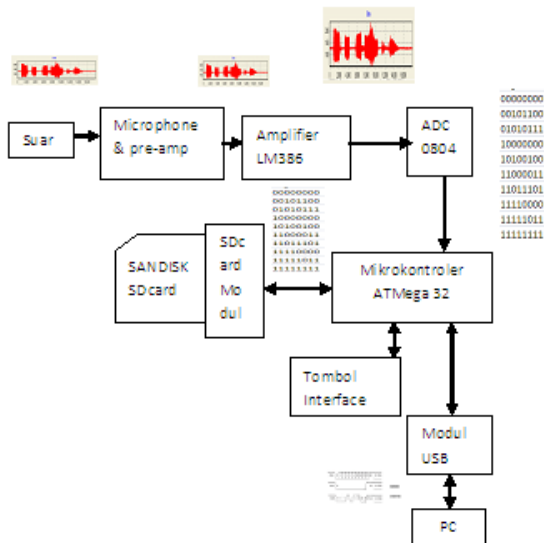 Suar
Microphone
& pre-amp
Amplifier
LM386
ADC
0804
00000000
00101100
01010111
10000000
10100100
11000011
11011101
11110000
11111011
11111111
SANDISK
SDcard
SDc
ard
Mo
dul
00000000
00101100
01010111
10000000
10100100
11000011
11011101
11110000
11111011
11111111
Mikrokontroler
ATMega 32
Tombol
Interface
Modul
USB
PC